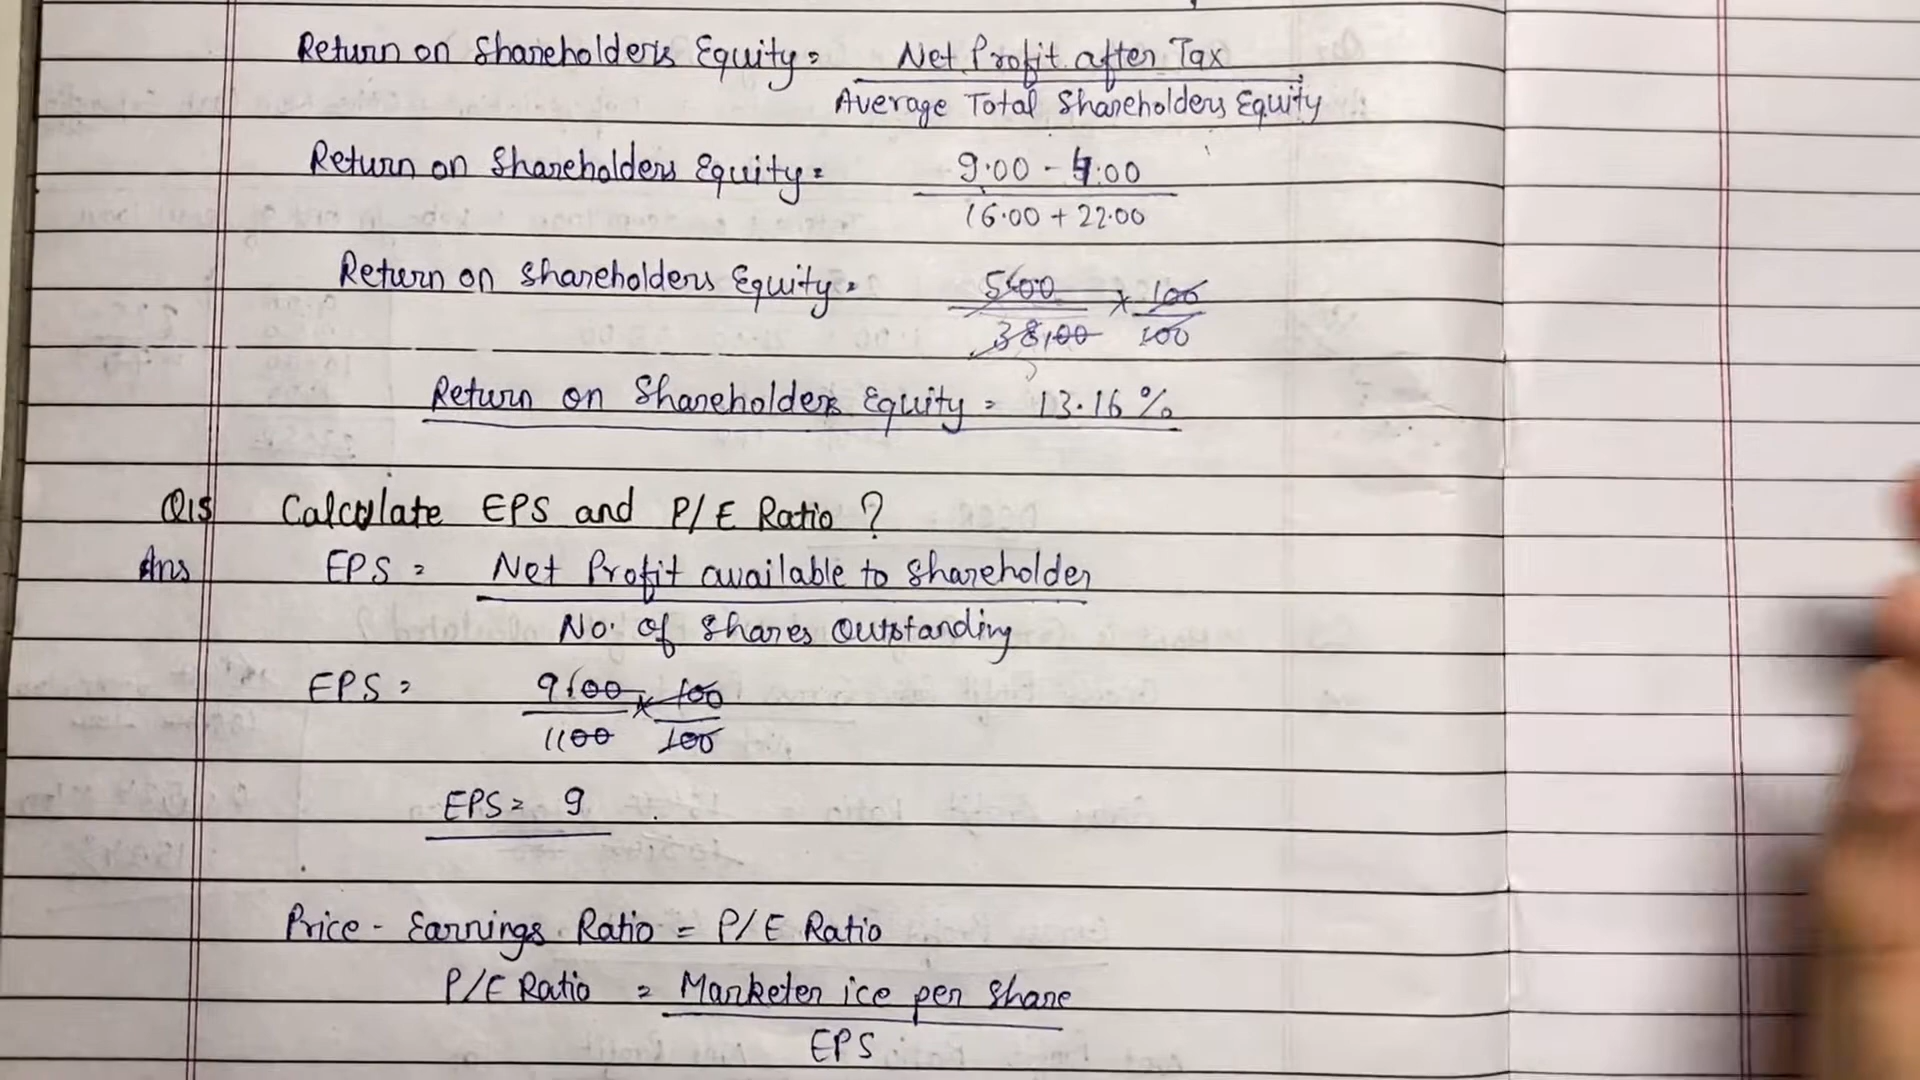 Return on Shareholders Equity = Net Profit after Tax
Average Total Shareholders Equity
Return on Shareholders Equity = 9.00 - 4.00
16.00 + 22.00
Return on Shareholders Equity = 5.00 × 100
38.00 100
Return on Shareholders Equity = 13.16 %
Q15 Calculate EPS and P/E Ratio ?
Ans EPS = Net Profit available to Shareholder
No. of Shares Outstanding
EPS = 9.00 × 100
1.00 100
EPS = 9
Price - Earnings Ratio = P/E Ratio
P/E Ratio = Marketer ice per Share
EPS